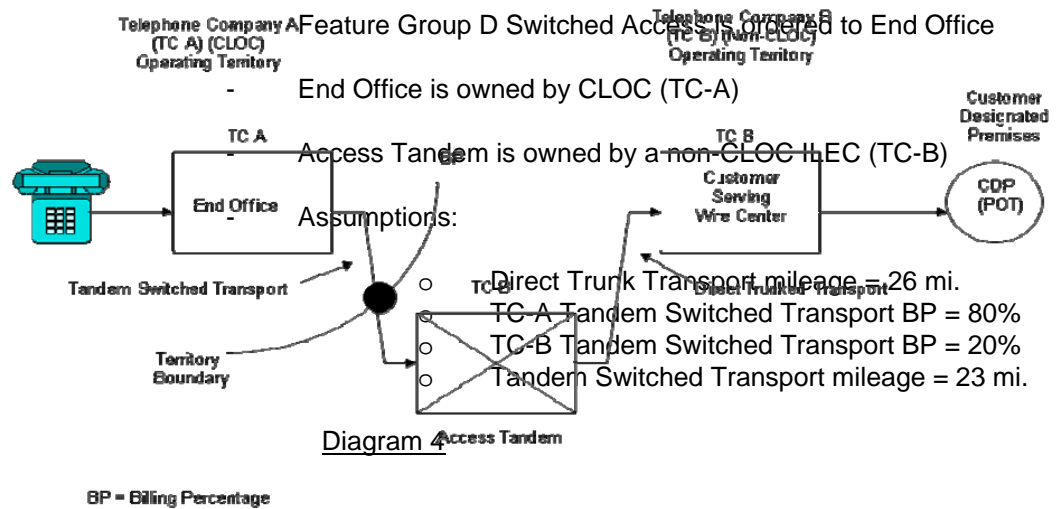 Telephone Company A
(TC A) (CLOC)
Operating Territory
Feature Group D Switched Access is ordered to End Office
Telephone Company B
(TC B) (Non-CLOC)
Operating Territory
- End Office is owned by CLOC (TC-A)
Customer
Designated
Premises
TC A
TC B
- Access Tandem is owned by a non-CLOC ILEC (TC-B)
BP
End Office
Customer
Serving
Wire Center
CDP
(POT)
- Assumptions:
Tandem Switched Transport
TC B
Direct Trunked Transport
o Direct Trunk Transport mileage = 26 mi.
o TC-A Tandem Switched Transport BP = 80%
o TC-B Tandem Switched Transport BP = 20%
o Tandem Switched Transport mileage = 23 mi.
Territory
Boundary
Diagram 4
Access Tandem
BP = Billing Percentage